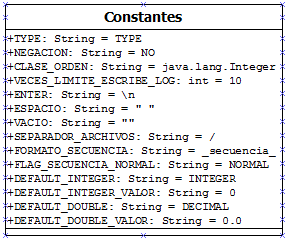 Constantes
+TYPE: String = TYPE
+NEGACION: String = NO
+CLASE_ORDEN: String = java.lang.Integer
+VECES_LIMITE_ESCRIBE_LOG: int = 10
+ENTER: String = \n
+ESPACIO: String = " "
+VACIO: String = ""
+SEPARADOR_ARCHIVOS: String = /
+FORMATO_SECUENCIA: String = _secuencia_
+FLAG_SECUENCIA_NORMAL: String = NORMAL
+DEFAULT_INTEGER: String = INTEGER
+DEFAULT_INTEGER_VALOR: String = 0
+DEFAULT_DOUBLE: String = DECIMAL
+DEFAULT_DOUBLE_VALOR: String = 0.0